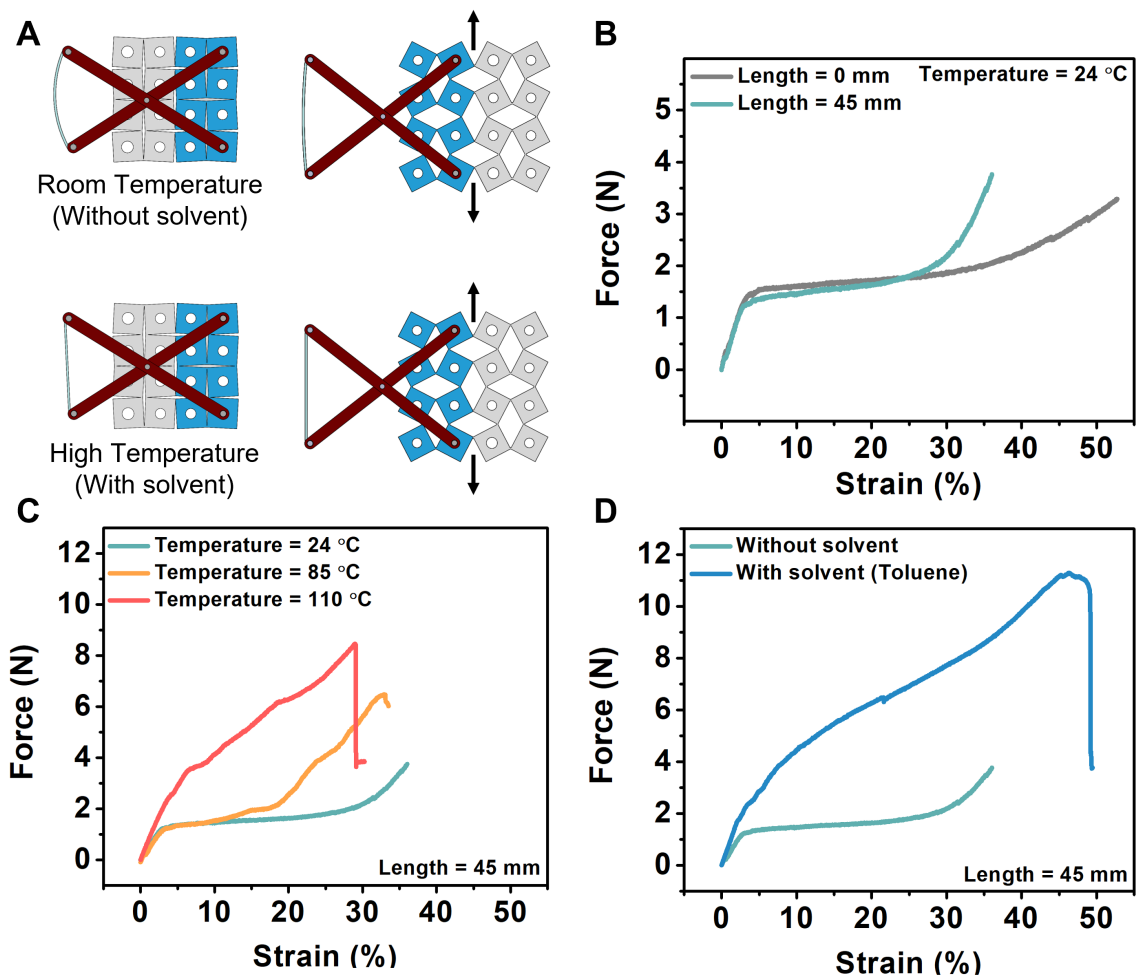 A
Room Temperature
(Without solvent)
High Temperature
(With solvent)
B
Length = 0 mm
Length = 45 mm
Temperature = 24 °C
Force (N)
5
4
3
2
1
0
0 10 20 30 40 50
Strain (%)
C
Temperature = 24 °C
Temperature = 85 °C
Temperature = 110 °C
Force (N)
12
10
8
6
4
2
0
Length = 45 mm
0 10 20 30 40 50
Strain (%)
D
Without solvent
With solvent (Toluene)
Force (N)
12
10
8
6
4
2
0
Length = 45 mm
0 10 20 30 40 50
Strain (%)